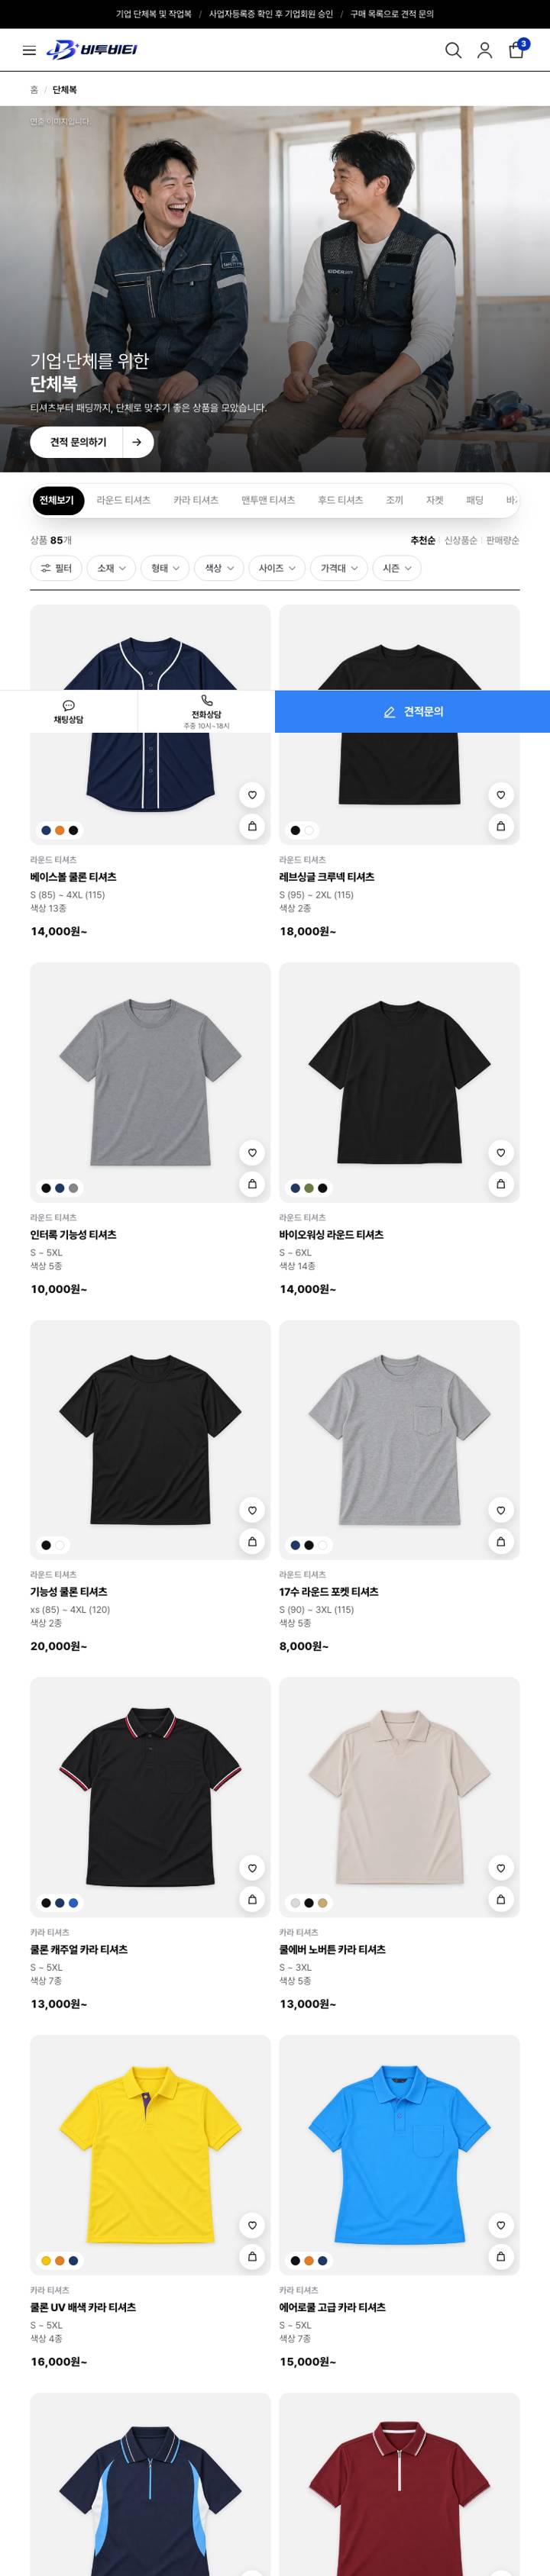 기업 단체복 및 작업복 / 사업자등록증 확인 후 기업회원 승인 / 구매 목록으로 견적 문의
비투비티
3
홈 / 단체복
연출 이미지입니다.
기업·단체를 위한
단체복
티셔츠부터 패딩까지, 단체로 맞추기 좋은 상품을 모았습니다.
견적 문의하기
전체보기 라운드 티셔츠 카라 티셔츠 맨투맨 티셔츠 후드 티셔츠 조끼 자켓 패딩
상품 85개
추천순 신상품순 판매량순
필터 소재 형태 색상 사이즈 가격대 시즌
채팅상담
전화상담
주중 10시~18시
견적문의
라운드 티셔츠
베이스볼 쿨론 티셔츠
S (85) ~ 4XL (115)
색상 13종
14,000원~
라운드 티셔츠
레브싱글 크루넥 티셔츠
S (95) ~ 2XL (115)
색상 2종
18,000원~
라운드 티셔츠
인터록 기능성 티셔츠
S ~ 5XL
색상 5종
10,000원~
라운드 티셔츠
바이오워싱 라운드 티셔츠
S ~ 6XL
색상 14종
14,000원~
라운드 티셔츠
기능성 쿨론 티셔츠
xs (85) ~ 4XL (120)
색상 2종
20,000원~
라운드 티셔츠
17수 라운드 포켓 티셔츠
S (90) ~ 3XL (115)
색상 5종
8,000원~
카라 티셔츠
쿨론 캐주얼 카라 티셔츠
S ~ 5XL
색상 7종
13,000원~
카라 티셔츠
쿨에버 노버튼 카라 티셔츠
S ~ 3XL
색상 5종
13,000원~
카라 티셔츠
쿨론 UV 배색 카라 티셔츠
S ~ 5XL
색상 4종
16,000원~
카라 티셔츠
에어로쿨 고급 카라 티셔츠
S ~ 5XL
색상 7종
15,000원~